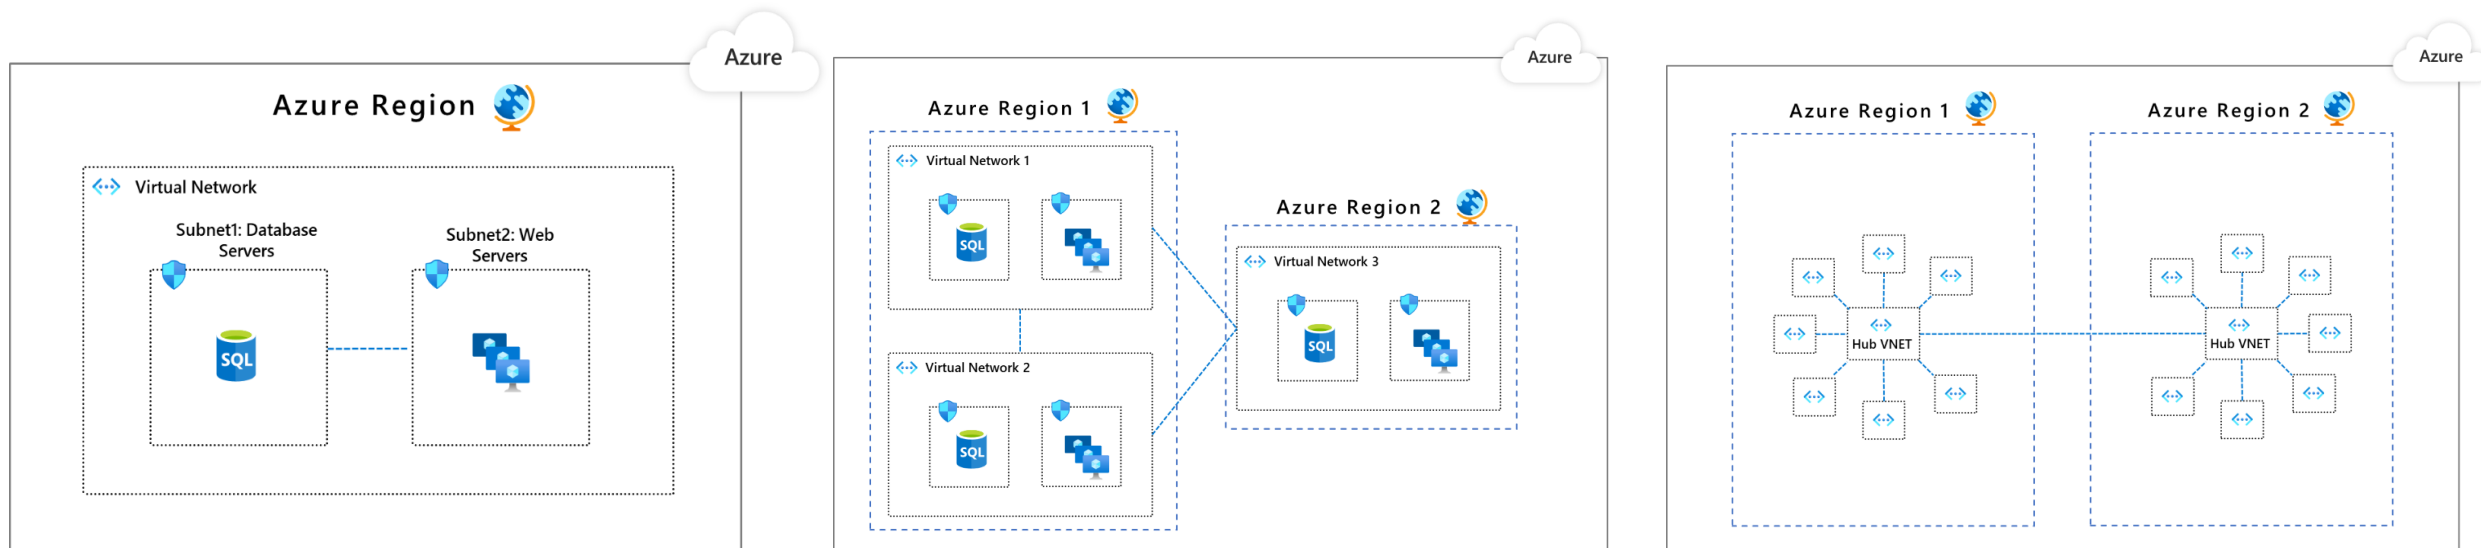 Azure
Azure Region
Virtual Network
Subnet1: Database
Servers
Subnet2: Web
Servers
SQL
Azure
Azure Region 1
Virtual Network 1
SQL
Virtual Network 2
SQL
Azure Region 2
Virtual Network 3
SQL
Azure
Azure Region 1
Hub VNET
Azure Region 2
Hub VNET